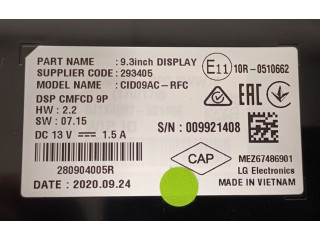 PART NAME : 9.3inch DISPLAY
SUPPLIER CODE : 293405
MODEL NAME : CID09AC-RFC
E11 10R-0510662
DSP CMFCD 9P
HW : 2.2
SW : 07.15
DC 13 V ⎓ 1.5 A
EAC
S/N : 009921408
280904005R
DATE : 2020.09.24
CAP
MEZ67486901
LG Electronics
MADE IN VIETNAM